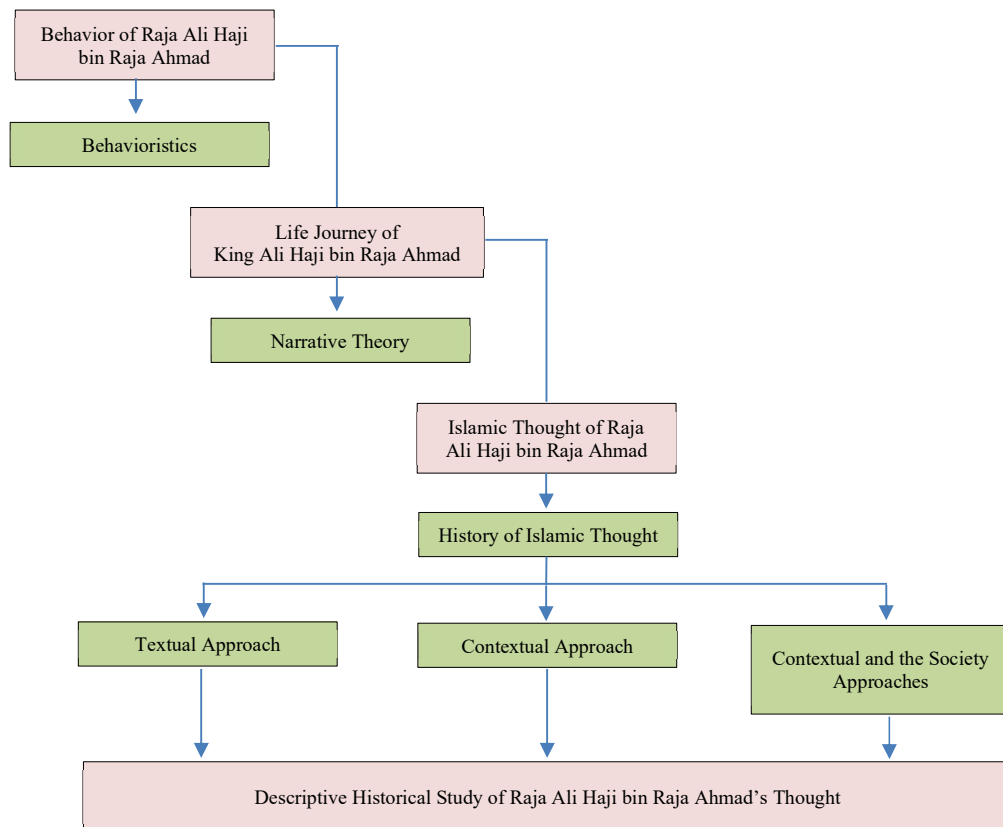 Behavior of Raja Ali Haji
bin Raja Ahmad
Behavioristics
Life Journey of
King Ali Haji bin Raja Ahmad
Narrative Theory
Islamic Thought of Raja
Ali Haji bin Raja Ahmad
History of Islamic Thought
Textual Approach
Contextual Approach
Contextual and the Society
Approaches
Descriptive Historical Study of Raja Ali Haji bin Raja Ahmad’s Thought